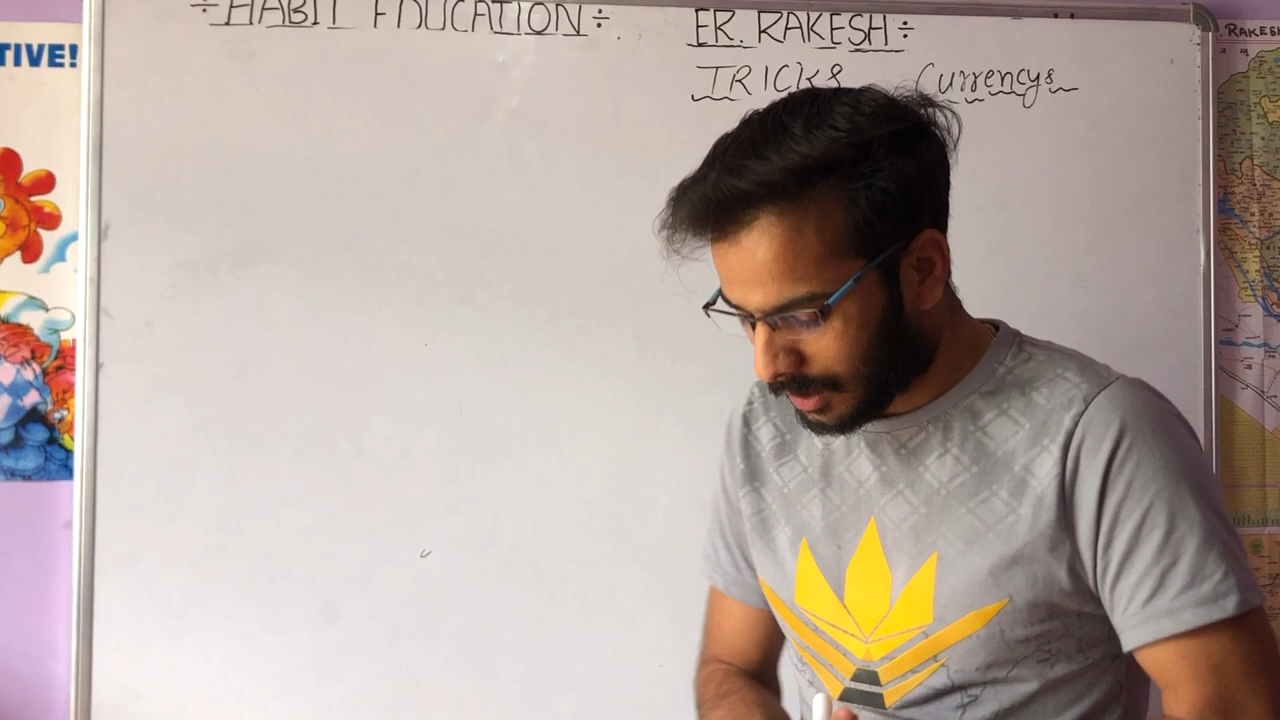 TIVE!
÷ HABIT EDUCATION ÷
ER. RAKESH ÷
TRICKS Currencys
. RAKESH